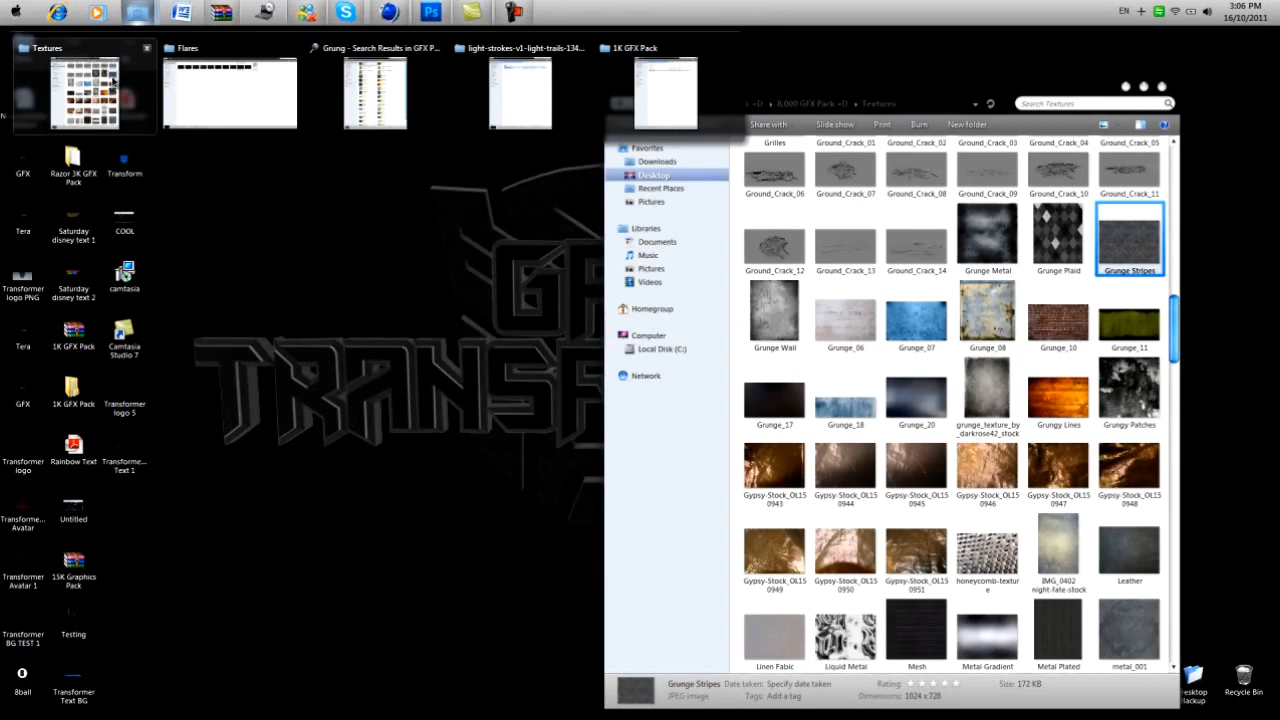 EN
3:06 PM
16/10/2011
Textures
Flares
Grung - Search Results in GFX P...
light-strokes-v1-light-trails-134...
1K GFX Pack
8,000 GFX Pack =D
Textures
Search Textures
Share with
Slide show
Print
Burn
New folder
GFX
Razor 3K GFX Pack
Transform
Tera
Saturday disney text 1
COOL
Transformer logo PNG
Saturday disney text 2
camtasia
Tera
1K GFX Pack
Camtasia Studio 7
GFX
1K GFX Pack
Transformer logo 5
Transformer logo
Rainbow Text
Transforme... Text 1
Transforme... Avatar
Untitled
Transformer Avatar 1
15K Graphics Pack
Transformer BG TEST 1
Testing
8ball
Transformer Text BG
Favorites
Downloads
Desktop
Recent Places
Pictures
Libraries
Documents
Music
Pictures
Videos
Homegroup
Computer
Local Disk (C:)
Network
Grilles
Ground_Crack_01
Ground_Crack_02
Ground_Crack_03
Ground_Crack_04
Ground_Crack_05
Ground_Crack_06
Ground_Crack_07
Ground_Crack_08
Ground_Crack_09
Ground_Crack_10
Ground_Crack_11
Ground_Crack_12
Ground_Crack_13
Ground_Crack_14
Grunge Metal
Grunge Plaid
Grunge Stripes
Grunge Wall
Grunge_06
Grunge_07
Grunge_08
Grunge_10
Grunge_11
Grunge_17
Grunge_18
Grunge_20
grunge_texture_by
_darkrose42_stock
Grungy Lines
Grungy Patches
Gypsy-Stock_OL15
0943
Gypsy-Stock_OL15
0944
Gypsy-Stock_OL15
0945
Gypsy-Stock_OL15
0946
Gypsy-Stock_OL15
0947
Gypsy-Stock_OL15
0948
Gypsy-Stock_OL15
0949
Gypsy-Stock_OL15
0950
Gypsy-Stock_OL15
0951
honeycomb-textur
e
IMG_0402
night-fate-stock
Leather
Linen Fabic
Liquid Metal
Mesh
Metal Gradient
Metal Plated
metal_001
Grunge Stripes
Date taken: Specify date taken
Rating:
Size: 172 KB
JPEG image
Tags: Add a tag
Dimensions: 1024 x 728
Desktop Backup
Recycle Bin